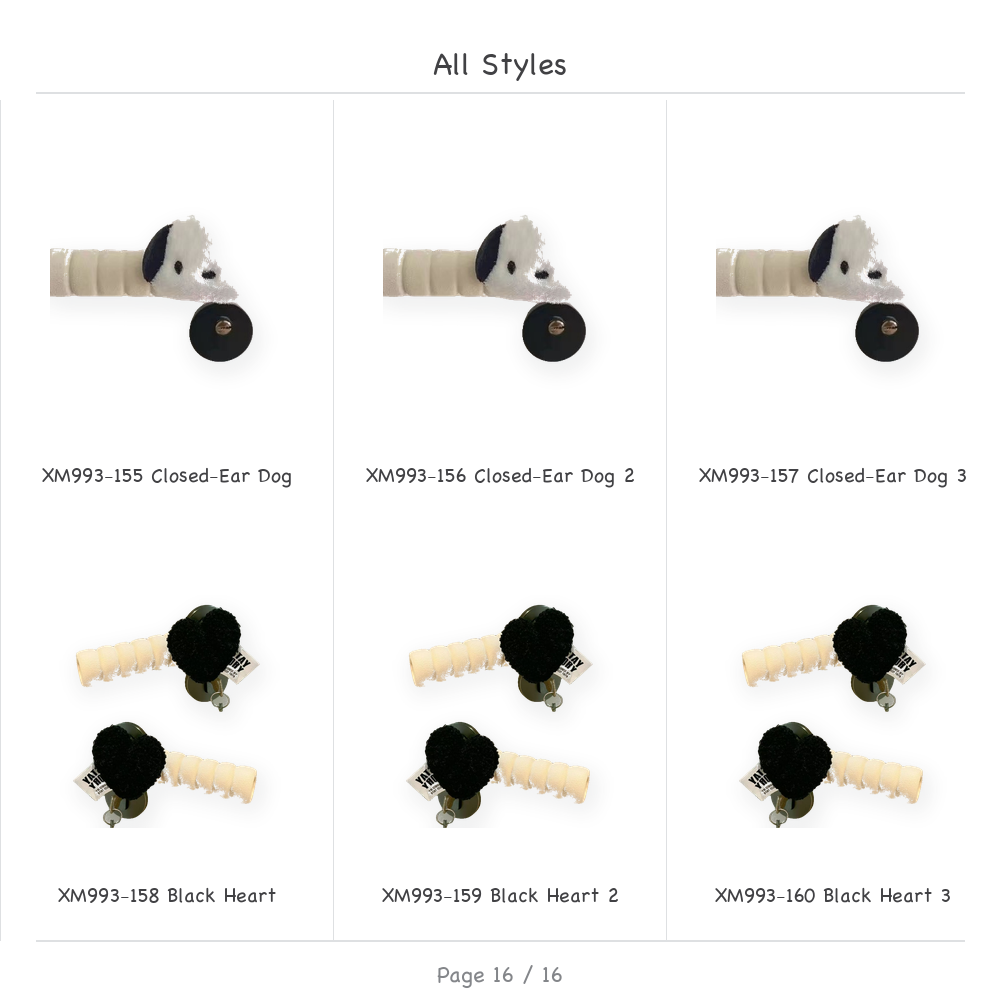 All Styles
XM993-155 Closed-Ear Dog
XM993-156 Closed-Ear Dog 2
XM993-157 Closed-Ear Dog 3
XM993-158 Black Heart
XM993-159 Black Heart 2
XM993-160 Black Heart 3
Page 16 / 16